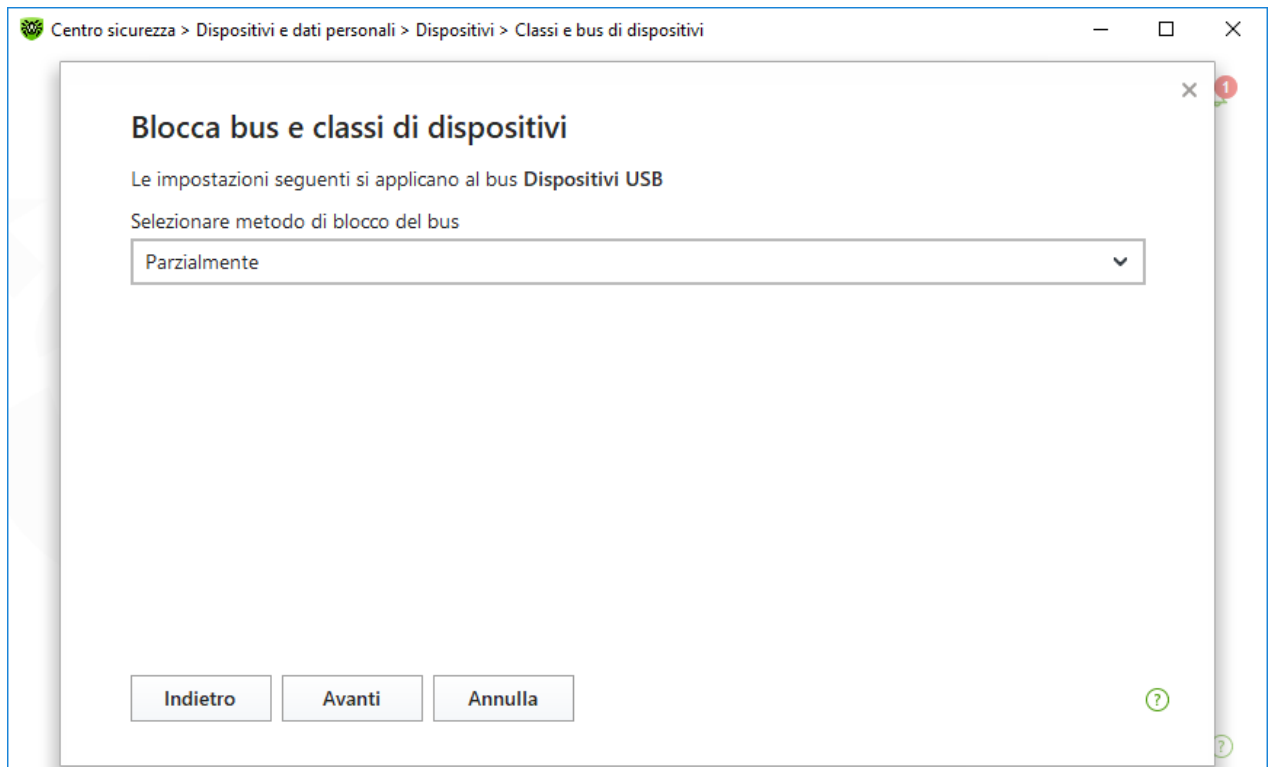 Centro sicurezza > Dispositivi e dati personali > Dispositivi > Classi e bus di dispositivi
1
Blocca bus e classi di dispositivi
Le impostazioni seguenti si applicano al bus Dispositivi USB
Selezionare metodo di blocco del bus
Parzialmente
Indietro Avanti Annulla ?
?